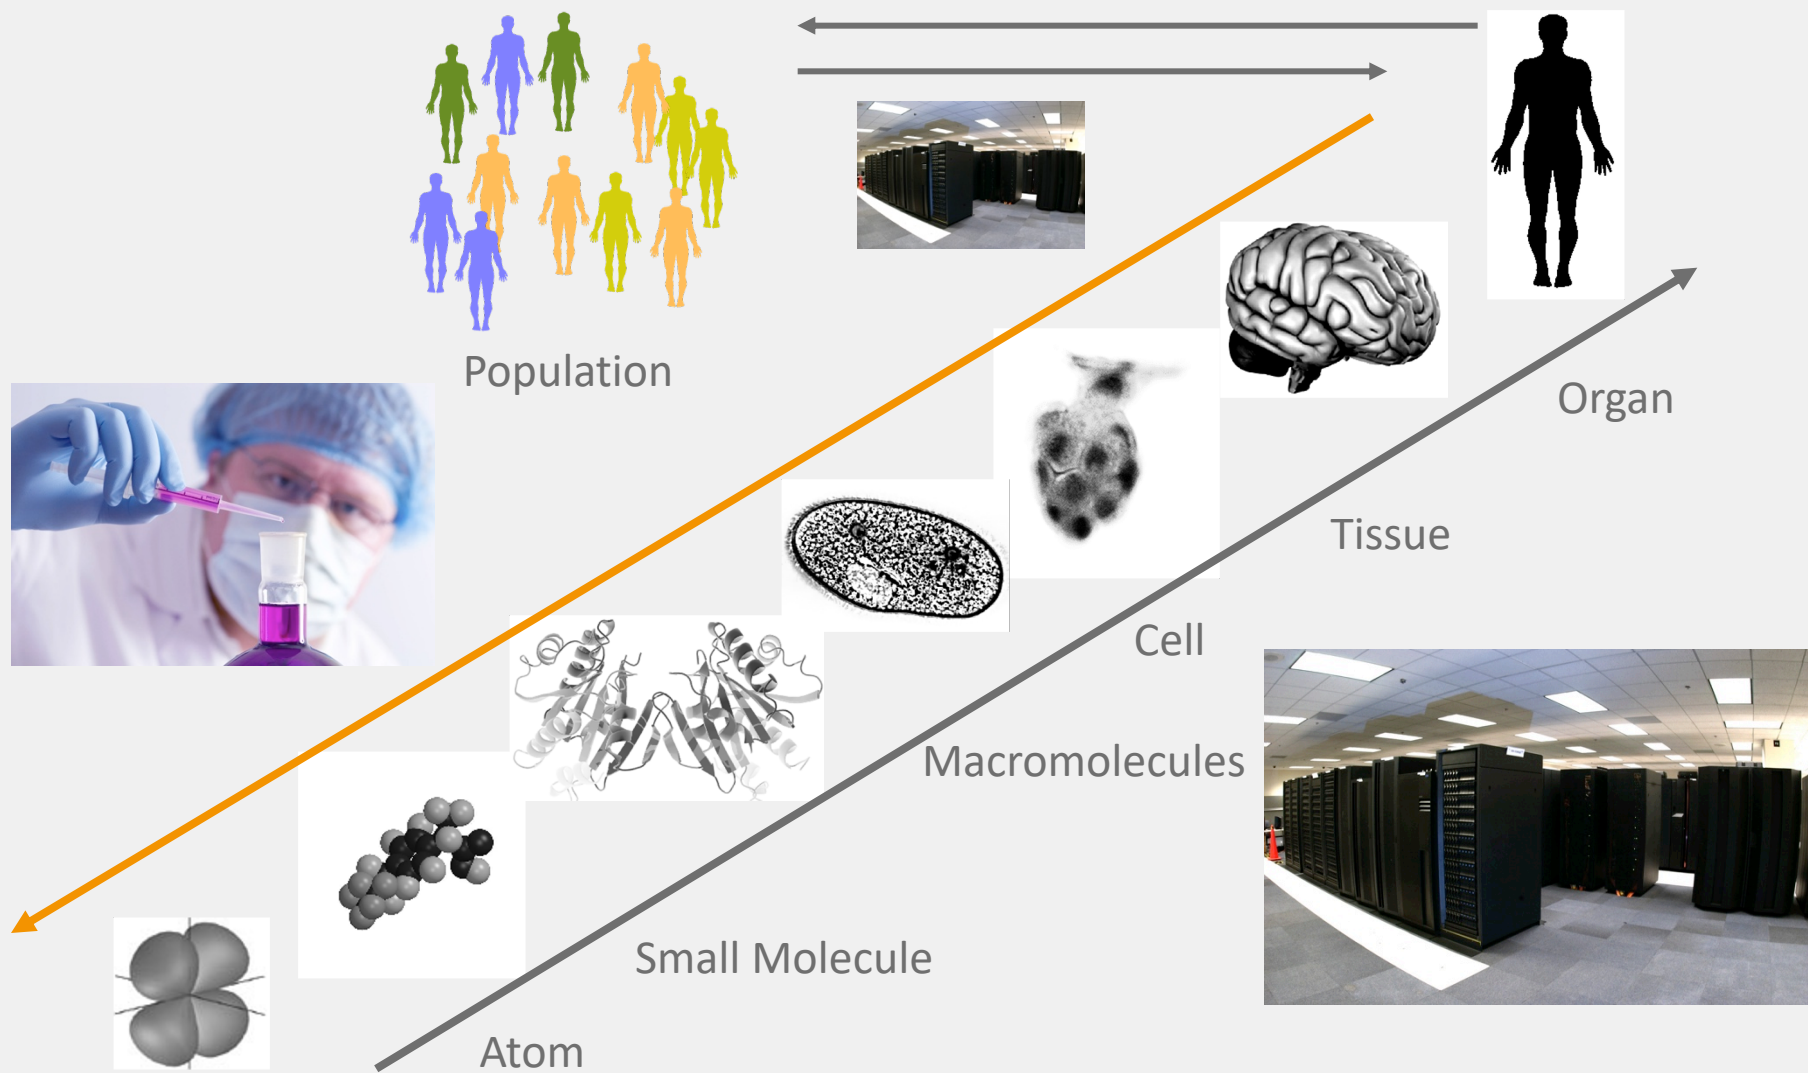 Population
Organ
Tissue
Cell
Macromolecules
Small Molecule
Atom